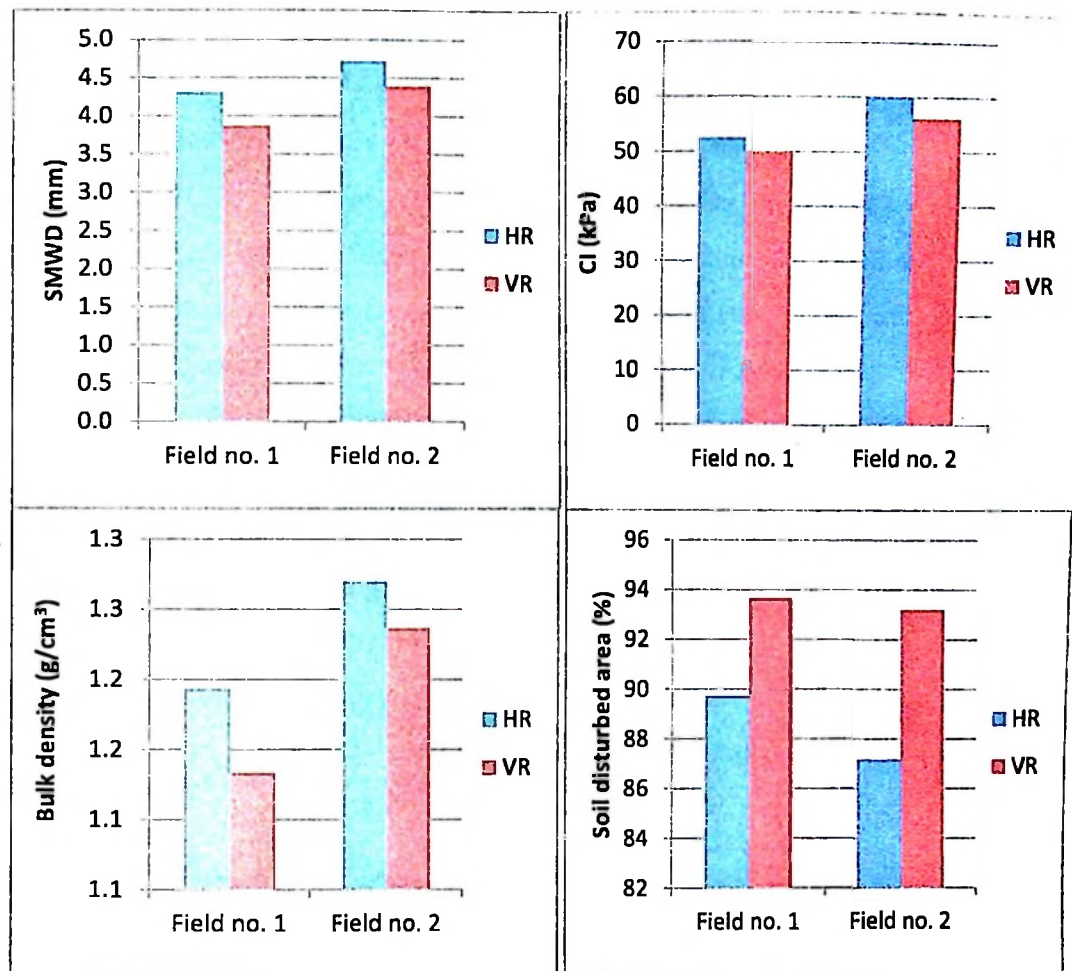 SMWD (mm)
5.0
4.5
4.0
3.5
3.0
2.5
2.0
1.5
1.0
0.5
0.0
Field no. 1
Field no. 2
HR
VR
CI (kPa)
70
60
50
40
30
20
10
0
Field no. 1
Field no. 2
HR
VR
Bulk density (g/cm³)
1.3
1.3
1.2
1.2
1.1
1.1
Field no. 1
Field no. 2
HR
VR
Soil disturbed area (%)
96
94
92
90
88
86
84
82
Field no. 1
Field no. 2
HR
VR